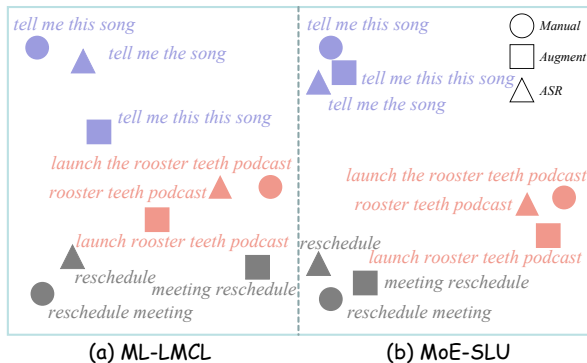 tell me this song
tell me the song
tell me this this song
launch the rooster teeth podcast
rooster teeth podcast
launch rooster teeth podcast
reschedule
meeting reschedule
reschedule meeting
(a) ML-LMCL
tell me this song
Manual
Augment
ASR
tell me this this song
tell me the song
launch the rooster teeth podcast
rooster teeth podcast
launch rooster teeth podcast
reschedule
meeting reschedule
reschedule meeting
(b) MoE-SLU